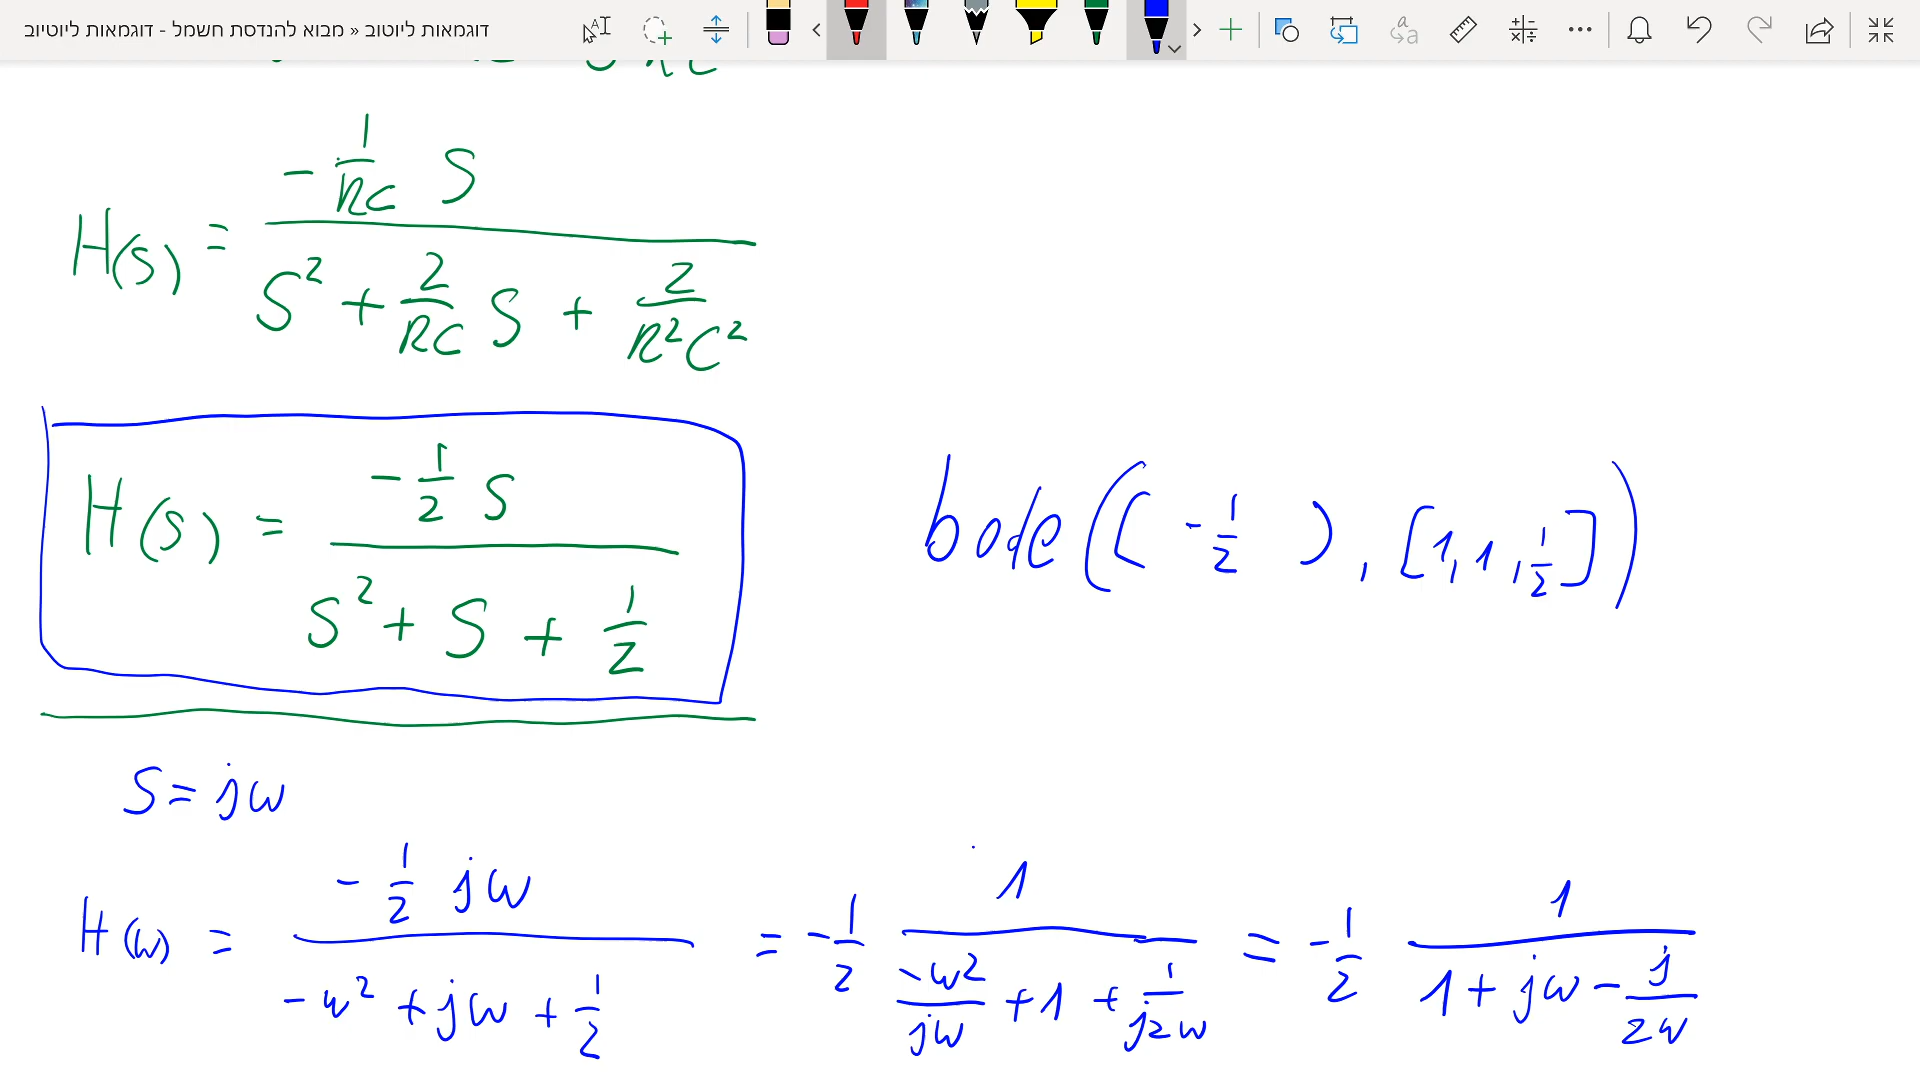 דוגמאות ליוטוב « מבוא להנדסת חשמל - דוגמאות ליוטיוב
H(s) = (-1/RC S) / (S² + 2/RC S + 2/R²C²)
H(s) = (-1/2 S) / (S² + S + 1/2)
bode([-1/2 ), [1,1,1/2])
S = jω
H(ω) = (-1/2 jω) / (-ω² + jω + 1/2) = -1/2 1 / (-ω²/jω + 1 + 1/j2ω) = -1/2 1 / (1 + jω - j/2ω)